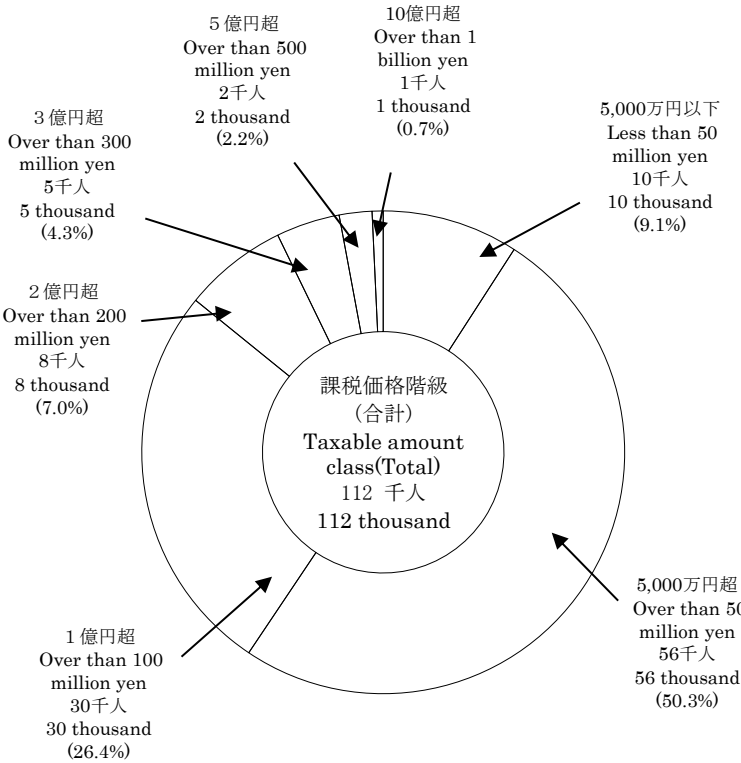 10億円超
Over than 1
billion yen
1千人
1 thousand
(0.7%)
５億円超
Over than 500
million yen
2千人
2 thousand
(2.2%)
３億円超
Over than 300
million yen
5千人
5 thousand
(4.3%)
２億円超
Over than 200
million yen
8千人
8 thousand
(7.0%)
5,000万円以下
Less than 50
million yen
10千人
10 thousand
(9.1%)
課税価格階級
（合計）
Taxable amount
class(Total)
112 千人
112 thousand
１億円超
Over than 100
million yen
30千人
30 thousand
(26.4%)
5,000万円超
Over than 50
million yen
56千人
56 thousand
(50.3%)